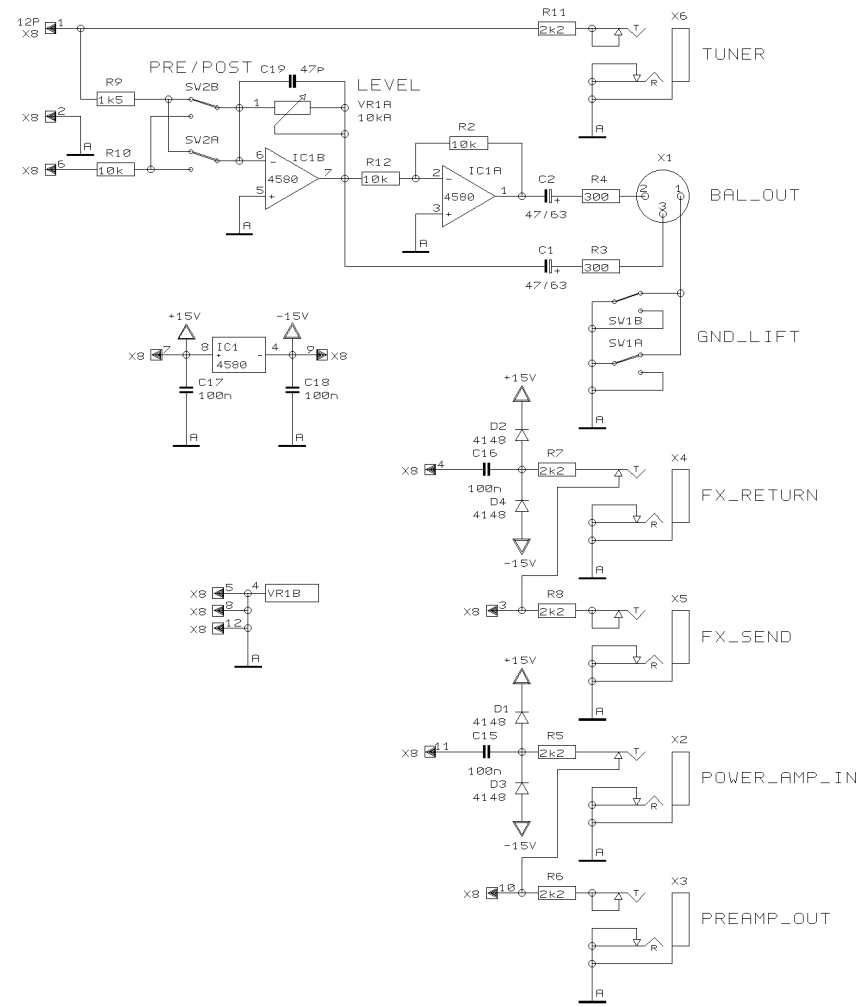 12P 1 X8
R11 2k2
X6
TUNER
T
R
A
PRE/POST
C19 47p
LEVEL
VR1A 10kA
1
R9 1k5
SW2B
X8 2
A
SW2A
X8 6
R10 10k
6
5
7
IC1B
4580
A
R12 10k
R2 10k
2
3
1
IC1A
4580
A
C2 47/63
R4 300
X1
2
1
3
BAL_OUT
C1 47/63
R3 300
SW1B
SW1A
GND_LIFT
A
+15V
-15V
X8 7
8
IC1 4580
4
9 X8
C17 100n
C18 100n
A
A
+15V
D2 4148
C16 100n
X8 4
R7 2k2
X4
T
FX_RETURN
D4 4148
R
-15V
A
X8 5
4
VR1B
X8 8
X8 12
A
X8 3
R8 2k2
X5
T
FX_SEND
R
A
+15V
D1 4148
C15 100n
X8 11
R5 2k2
X2
T
POWER_AMP_IN
D3 4148
R
-15V
A
X8 10
R6 2k2
X3
T
PREAMP_OUT
R
A